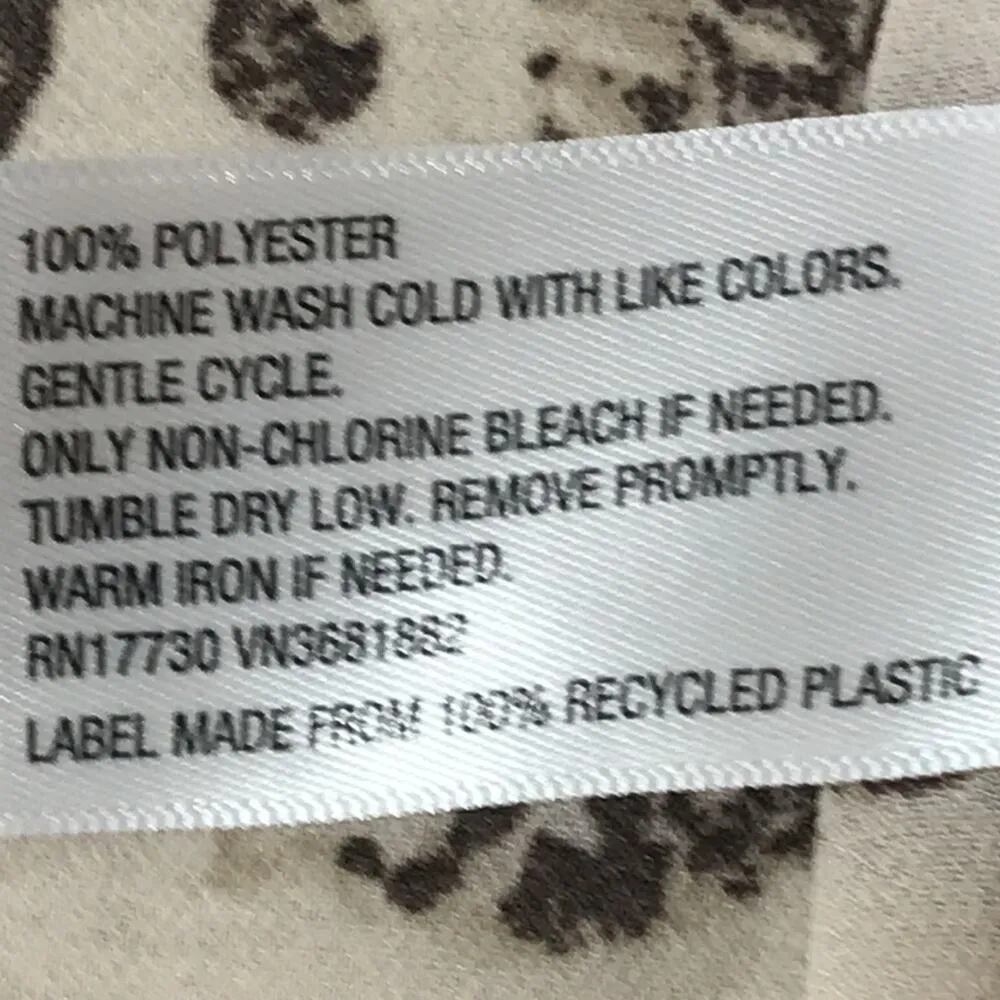 100% POLYESTER
MACHINE WASH COLD WITH LIKE COLORS.
GENTLE CYCLE.
ONLY NON-CHLORINE BLEACH IF NEEDED.
TUMBLE DRY LOW. REMOVE PROMPTLY.
WARM IRON IF NEEDED.
RN17730 VN3681882
LABEL MADE FROM 100% RECYCLED PLASTIC